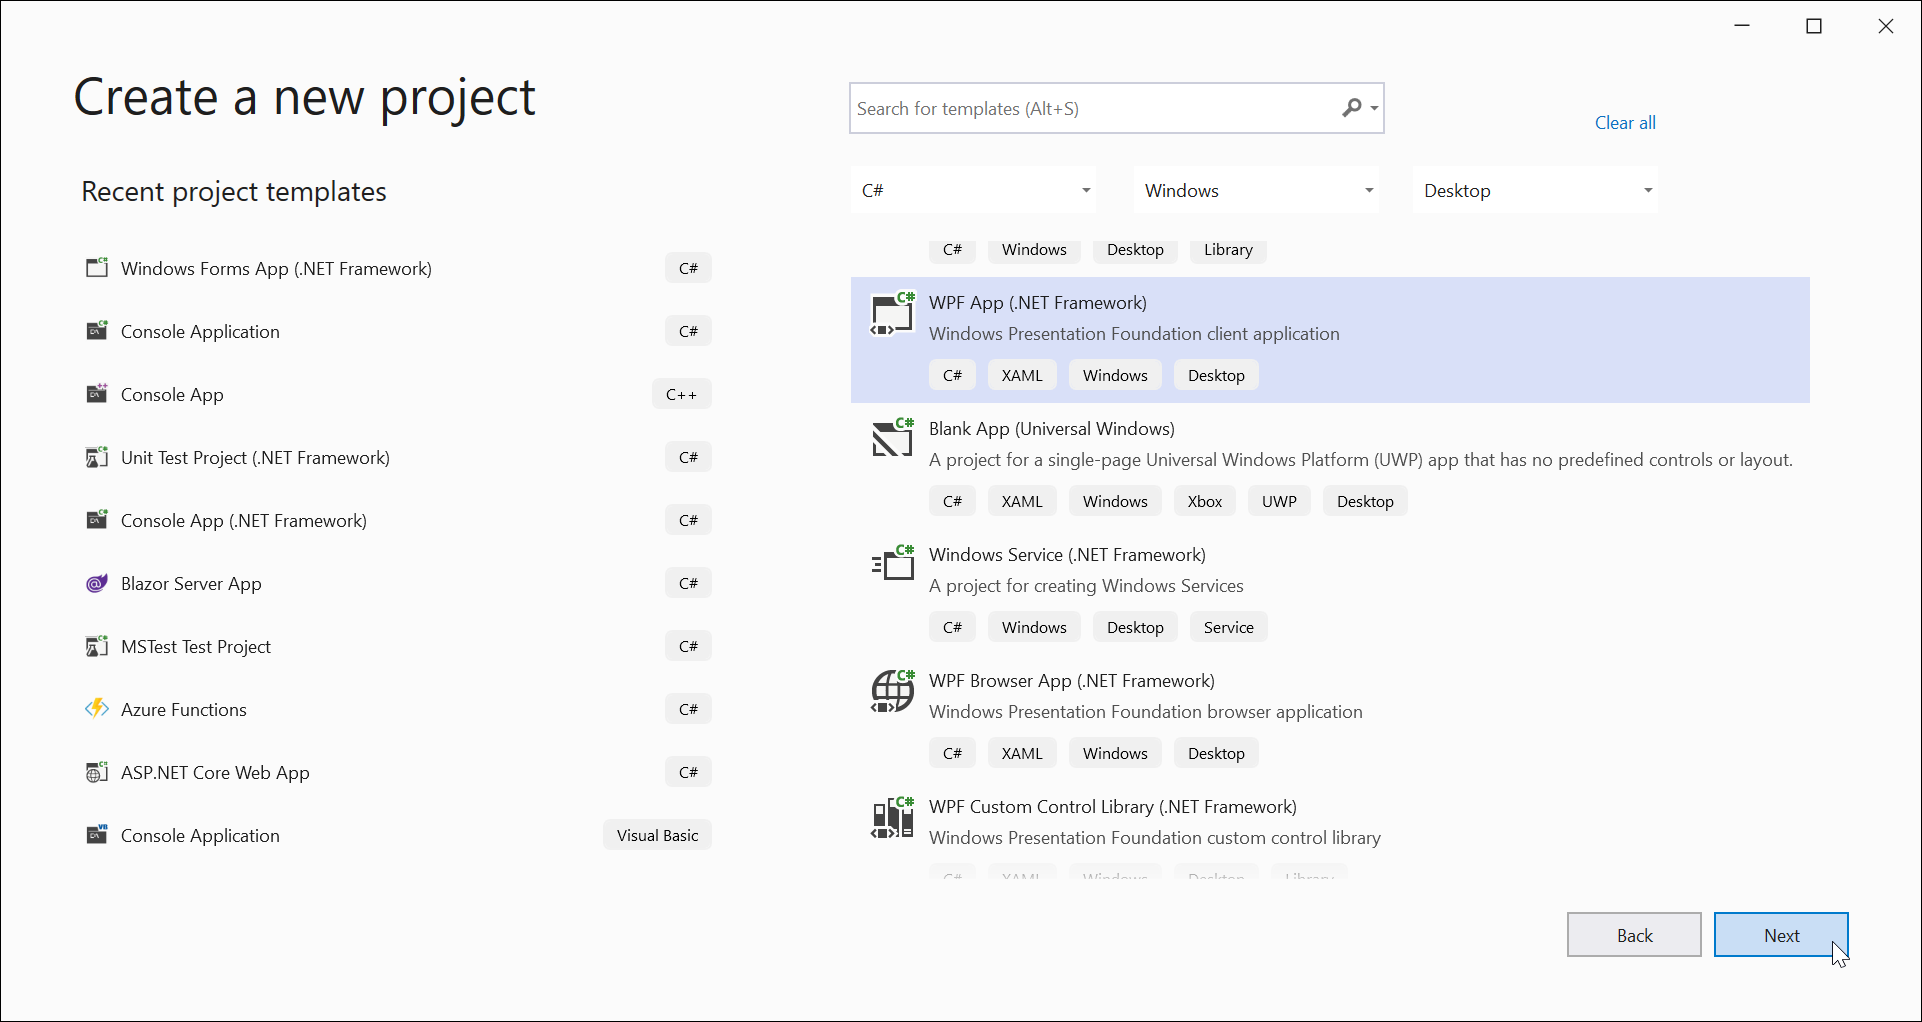 Create a new project
Search for templates (Alt+S)
Clear all
Recent project templates
C#
Windows
Desktop
Windows Forms App (.NET Framework) C#
Console Application C#
Console App C++
Unit Test Project (.NET Framework) C#
Console App (.NET Framework) C#
Blazor Server App C#
MSTest Test Project C#
Azure Functions C#
ASP.NET Core Web App C#
Console Application Visual Basic
C# Windows Desktop Library
WPF App (.NET Framework)
Windows Presentation Foundation client application
C# XAML Windows Desktop
Blank App (Universal Windows)
A project for a single-page Universal Windows Platform (UWP) app that has no predefined controls or layout.
C# XAML Windows Xbox UWP Desktop
Windows Service (.NET Framework)
A project for creating Windows Services
C# Windows Desktop Service
WPF Browser App (.NET Framework)
Windows Presentation Foundation browser application
C# XAML Windows Desktop
WPF Custom Control Library (.NET Framework)
Windows Presentation Foundation custom control library
C# XAML Windows Desktop Library
Back
Next